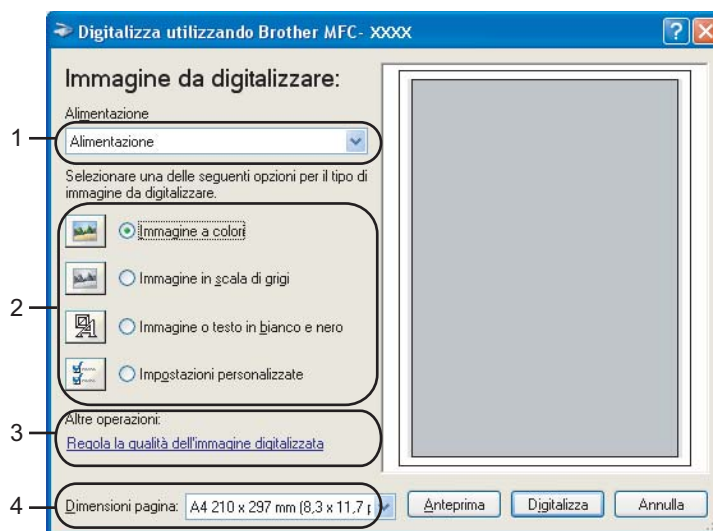 Digitalizza utilizzando Brother MFC- XXXX
Immagine da digitalizzare:
Alimentazione
1
Alimentazione
Selezionare una delle seguenti opzioni per il tipo di
immagine da digitalizzare.
2
Immagine a colori
Immagine in scala di grigi
Immagine o testo in bianco e nero
Impostazioni personalizzate
3
Altre operazioni:
Regola la qualità dell'immagine digitalizzata
4
Dimensioni pagina: A4 210 x 297 mm (8,3 x 11,7 p
Anteprima
Digitalizza
Annulla